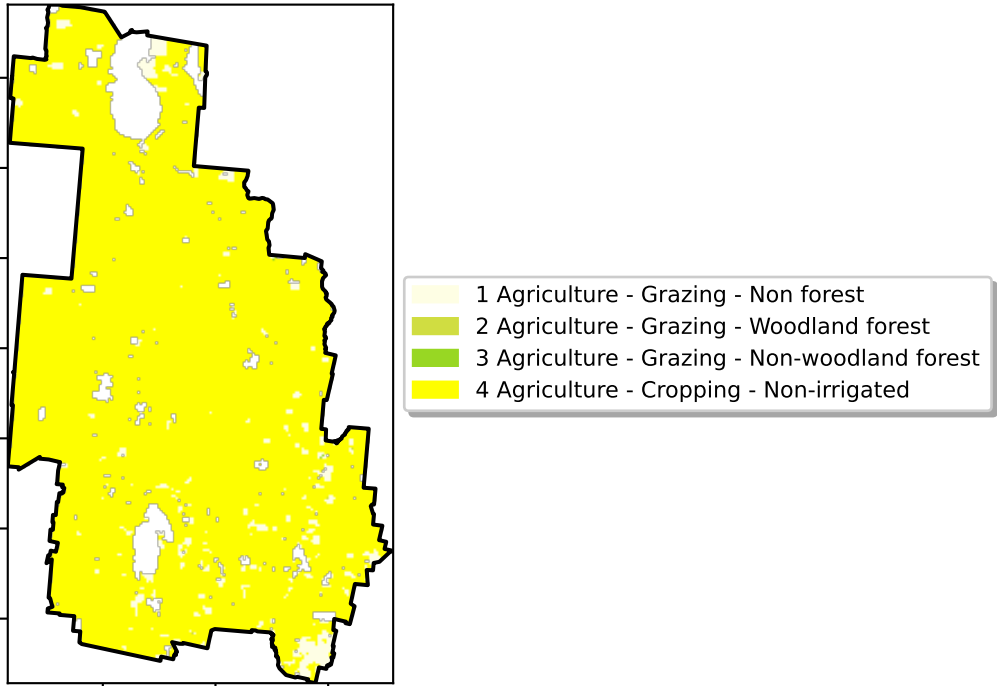 1 Agriculture - Grazing - Non forest
2 Agriculture - Grazing - Woodland forest
3 Agriculture - Grazing - Non-woodland forest
4 Agriculture - Cropping - Non-irrigated